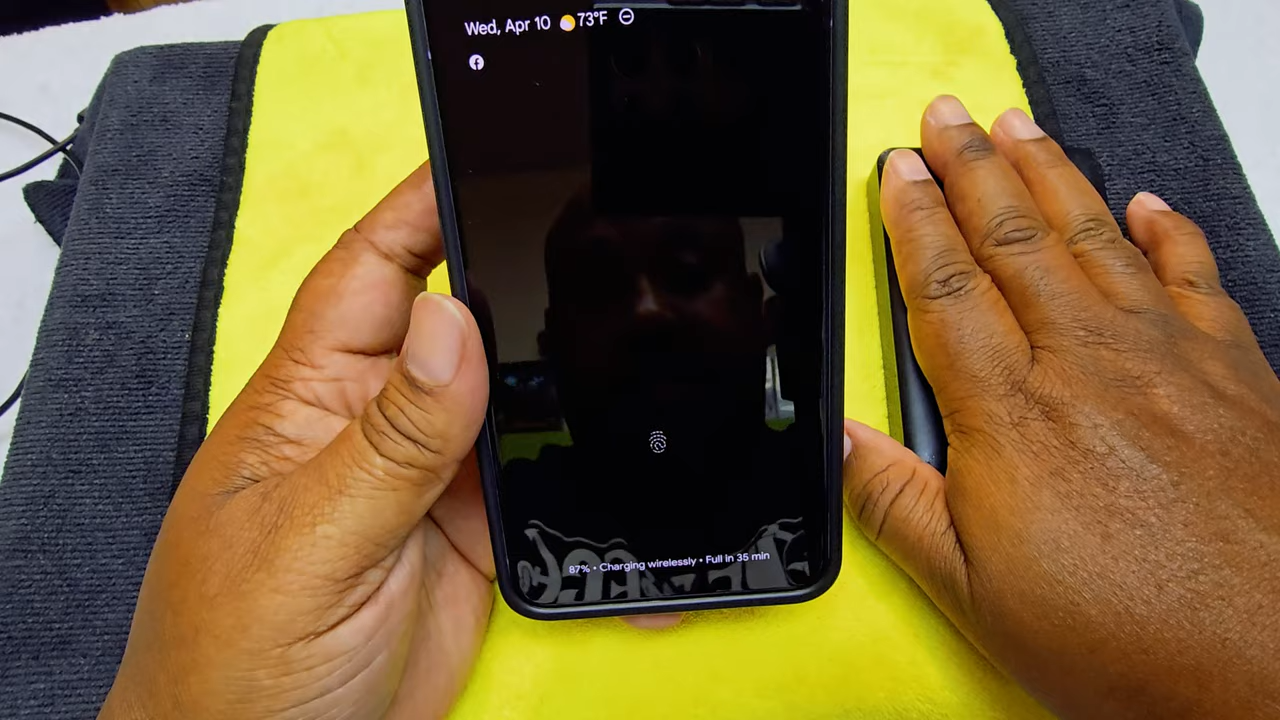 Wed, Apr 10 73°F
87% • Charging wirelessly • Full in 35 min